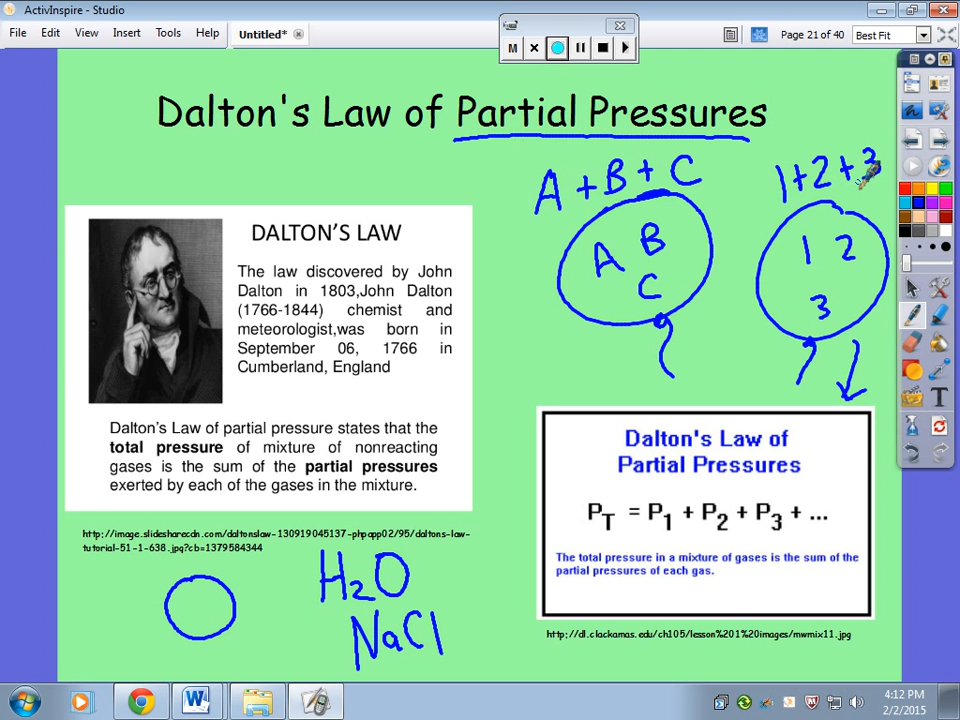 ActivInspire - Studio
File Edit View Insert Tools Help Untitled* Page 21 of 40 Best Fit
M
Dalton's Law of Partial Pressures
A + B + C
1+2+3
A B
C
1 2
3
DALTON'S LAW
The law discovered by John
Dalton in 1803,John Dalton
(1766-1844) chemist and
meteorologist,was born in
September 06, 1766 in
Cumberland, England
Dalton's Law of partial pressure states that the
total pressure of mixture of nonreacting
gases is the sum of the partial pressures
exerted by each of the gases in the mixture.
http://image.slidesharecdn.com/daltonslaw-130919045137-phpapp02/95/daltons-law-
tutorial-51-1-638.jpg?cb=1379584344
H2O
NaCl
Dalton's Law of
Partial Pressures
PT = P1 + P2 + P3 + ...
The total pressure in a mixture of gases is the sum of the
partial pressures of each gas.
http://dl.clackamas.edu/ch105/lesson%201%20images/mwmix11.jpg
T
W
4:12 PM
2/2/2015